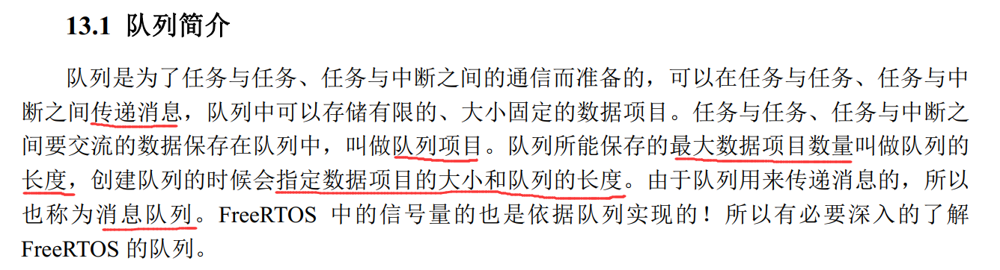 13.1 队列简介
队列是为了任务与任务、任务与中断之间的通信而准备的，可以在任务与任务、任务与中
断之间传递消息，队列中可以存储有限的、大小固定的数据项目。任务与任务、任务与中断之
间要交流的数据保存在队列中，叫做队列项目。队列所能保存的最大数据项目数量叫做队列的
长度，创建队列的时候会指定数据项目的大小和队列的长度。由于队列用来传递消息的，所以
也称为消息队列。FreeRTOS 中的信号量的也是依据队列实现的！所以有必要深入的了解
FreeRTOS 的队列。